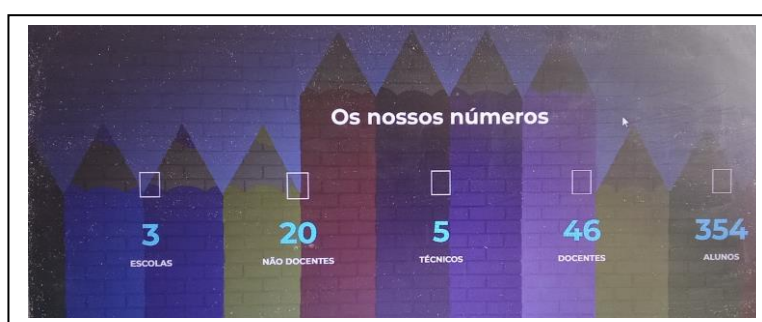 Os nossos números
3 20 5 46 354
ESCOLAS NÃO DOCENTES TÉCNICOS DOCENTES ALUNOS